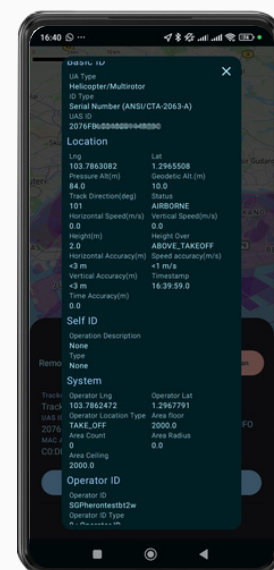 16:40
Basic ID
UA Type
Helicopter/Multirotor
ID Type
Serial Number (ANSI/
CTA-2063-A)
UAS ID
Location
Lng Lat
103.7863082 1.2965508
Pressure Alt(m) Geodetic Alt.(m)
84.0 10.0
Track Direction(deg) Status
101 AIRBORNE
Horizontal Speed(m/s) Vertical Speed(m/s)
0.0 0.0
Height(m) Height Over
2.0 ABOVE_TAKEOFF
Horizontal Accuracy(m) Speed accuracy(m/s)
<3 m <1 m/s
Vertical Accuracy(m) Timestamp
<3 m 16:39:59.0
Time Accuracy(m)
0.0
Self ID
Operation Description
None
Type
None
System
Operator Lng Operator Lat
103.7862472 1.2967791
Operator Location Type Area floor
TAKE_OFF 2000.0
Area Count Area Radius
0 0.0
Area Ceiling
2000.0
Operator ID
Operator ID
SGPherontestbt2w
Operator ID Type